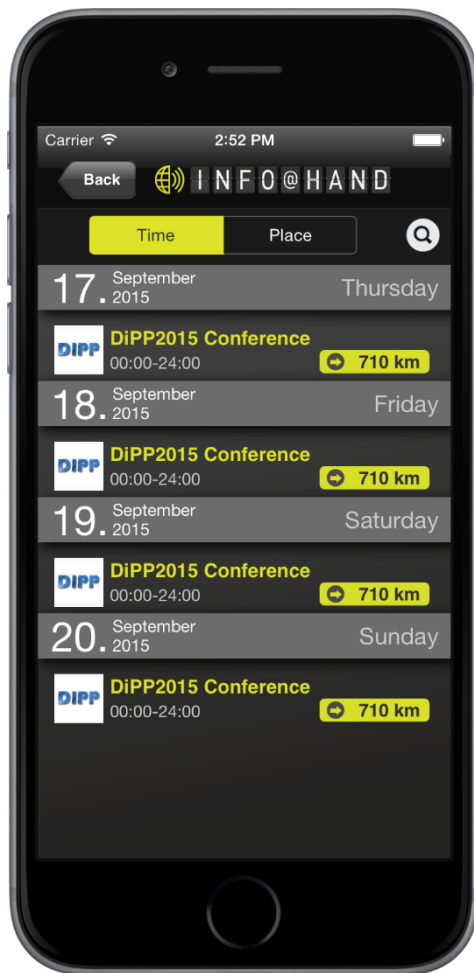 Carrier 2:52 PM
Back INFO@HAND
Time Place
17. September 2015 Thursday
DiPP DiPP2015 Conference
00:00-24:00 710 km
18. September 2015 Friday
DiPP DiPP2015 Conference
00:00-24:00 710 km
19. September 2015 Saturday
DiPP DiPP2015 Conference
00:00-24:00 710 km
20. September 2015 Sunday
DiPP DiPP2015 Conference
00:00-24:00 710 km